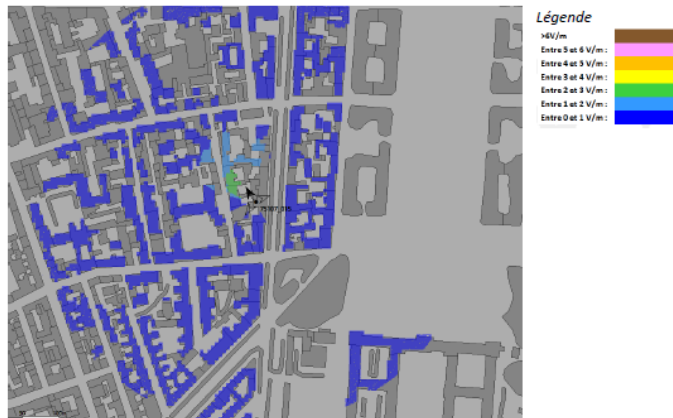 Légende
>6V/m
Entre 5 et 6 V/m :
Entre 4 et 5 V/m :
Entre 3 et 4 V/m :
Entre 2 et 3 V/m :
Entre 1 et 2 V/m :
Entre 0 et 1 V/m :